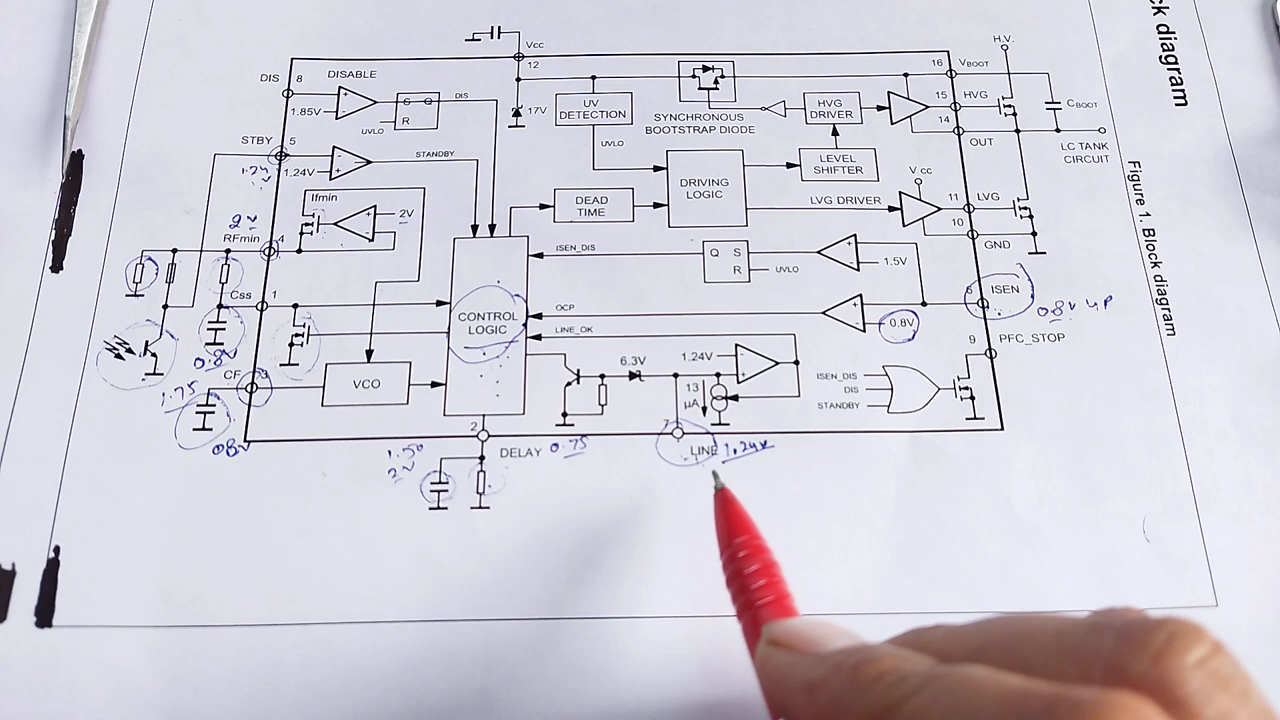 ck diagram
Figure 1. Block diagram
H.V.
Vcc
12
16 VBOOT
DIS 8 DISABLE
1.85V
S Q
R
DIS
UVLO
17V
UV DETECTION
SYNCHRONOUS
BOOTSTRAP DIODE
HVG DRIVER
15 HVG
14
CBOOT
OUT
LC TANK
CIRCUIT
STBY 5
1.24V
STANDBY
UVLO
DRIVING LOGIC
LEVEL SHIFTER
Vcc
Ifmin
2V
2V
RFmin 4
DEAD TIME
LVG DRIVER
11 LVG
10
GND
ISEN_DIS
Q S
R
UVLO
1.5V
6 ISEN
0.8V
Css 1
CONTROL LOGIC
OCP
0.8V
LINE_OK
9 PFC_STOP
0.8V
1.75
CF 3
VCO
6.3V
1.24V
13 µA
ISEN_DIS
DIS
STANDBY
08V
2 DELAY 0.75
7 LINE 1.24V
1.50
2V